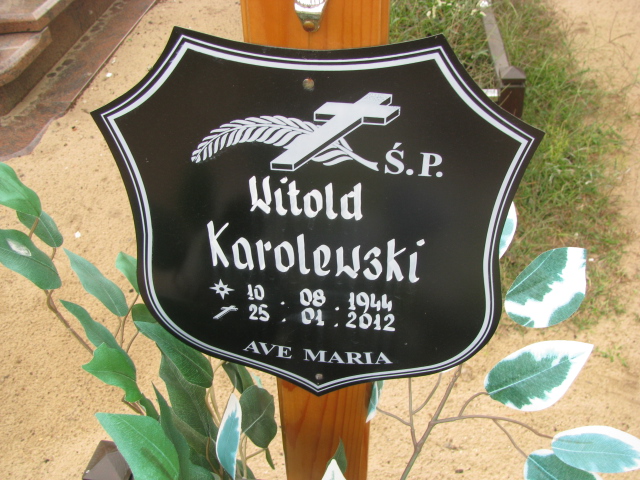 Ś.P.
Witold
Karolewski
10.08.1944
25.01.2012
AVE MARIA